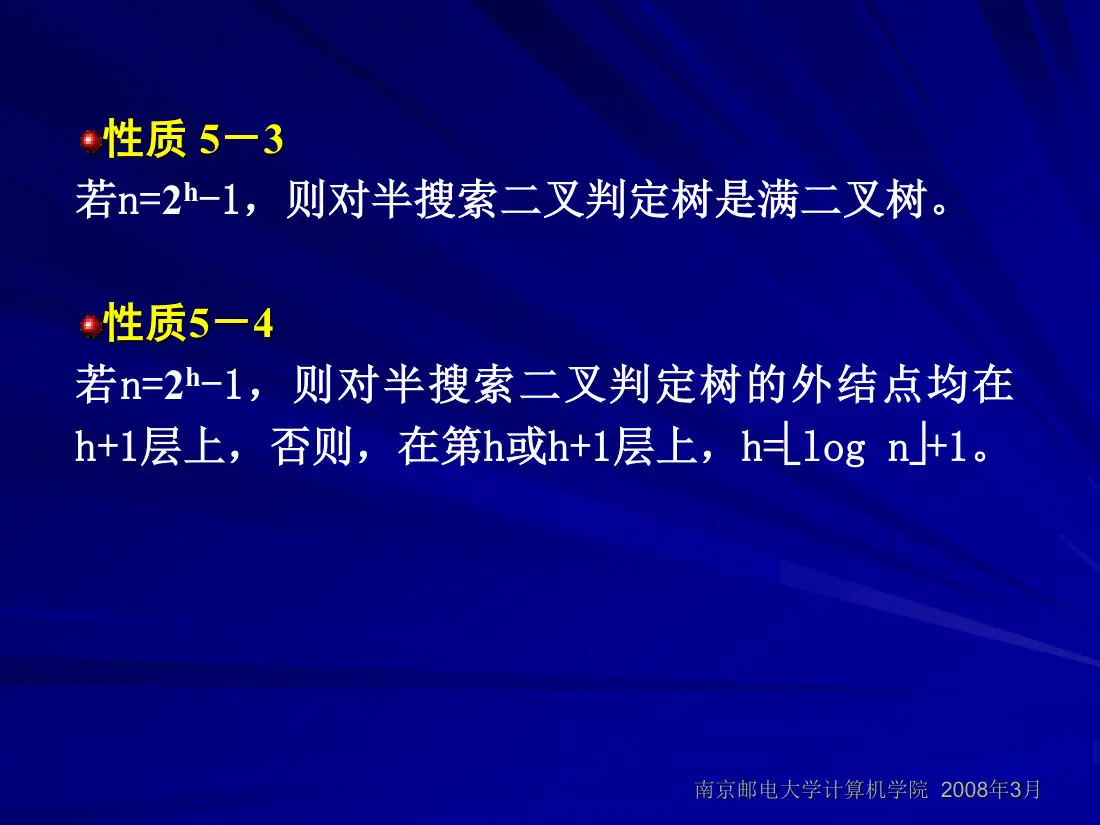 性质 5－3
若n=2ʰ-1，则对半搜索二叉判定树是满二叉树。
性质5－4
若n=2ʰ-1，则对半搜索二叉判定树的外结点均在
h+1层上，否则，在第h或h+1层上，h=⌊log n⌋+1。
南京邮电大学计算机学院 2008年3月